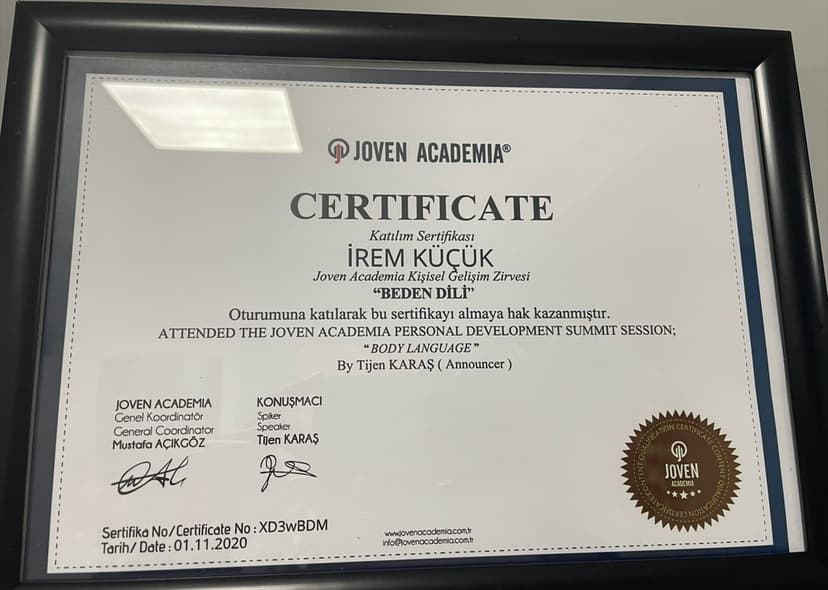 JOVEN ACADEMIA®
CERTIFICATE
Katılım Sertifikası
İREM KÜÇÜK
Joven Academia Kişisel Gelişim Zirvesi
“BEDEN DİLİ”
Oturumuna katılarak bu sertifikayı almaya hak kazanmıştır.
ATTENDED THE JOVEN ACADEMIA PERSONAL DEVELOPMENT SUMMIT SESSION;
“BODY LANGUAGE”
By Tijen KARAŞ ( Announcer )
JOVEN ACADEMIA
Genel Koordinatör
General Coordinator
Mustafa AÇIKGÖZ
KONUŞMACI
Spiker
Speaker
Tijen KARAŞ
Sertifika No/Certificate No : XD3wBDM
Tarih/ Date : 01.11.2020
www.jovenacademia.com.tr
info@jovenacademia.com.tr
JOVEN
ACADEMIA